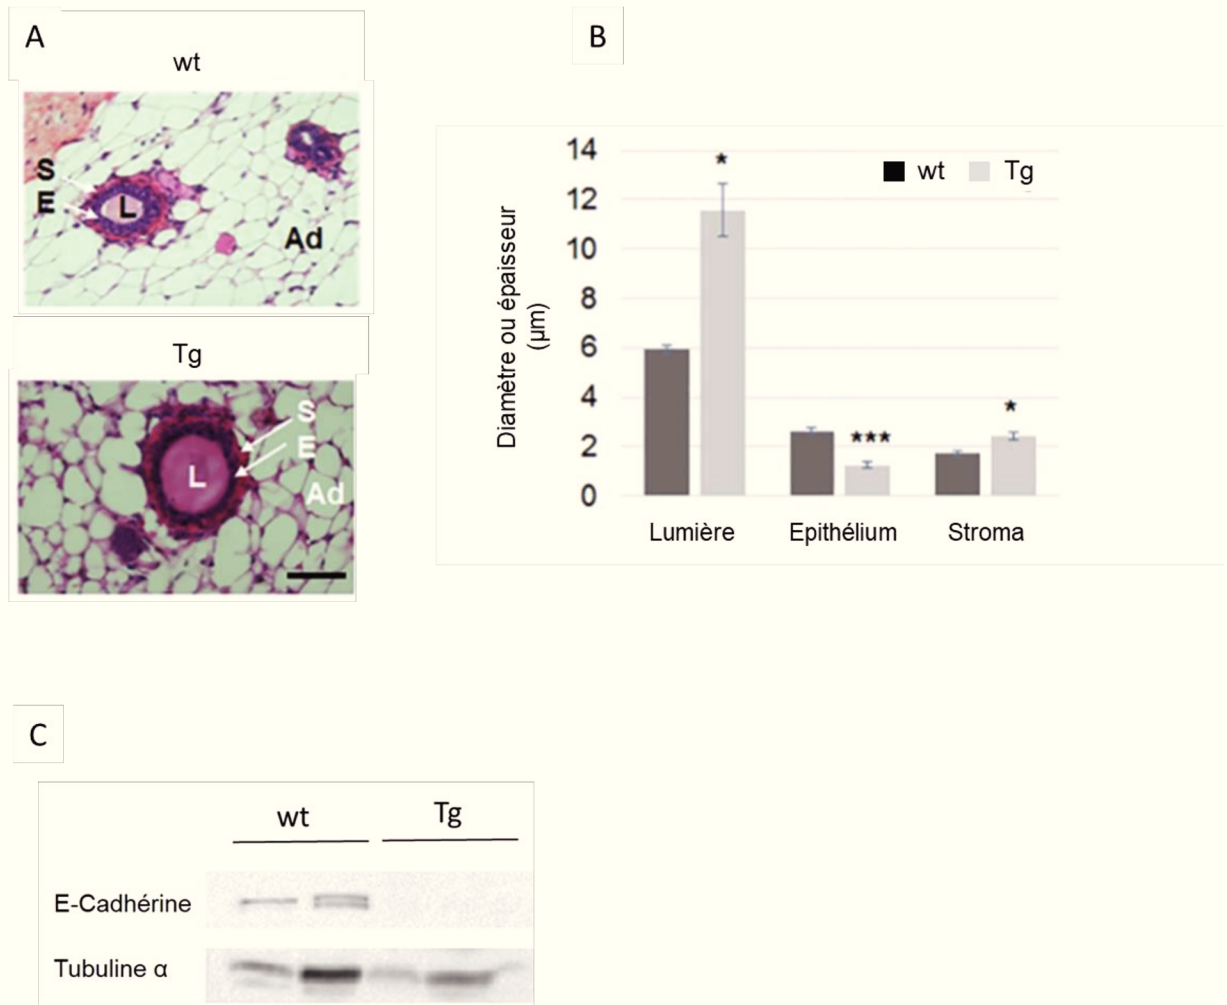 A
wt
S
E
L
Ad
Tg
S
E
L
Ad
B
14
12
10
8
6
4
2
0
Diamètre ou épaisseur
(µm)
wt Tg
*
***
*
Lumière Epithélium Stroma
C
wt Tg
E-Cadhérine
Tubuline α